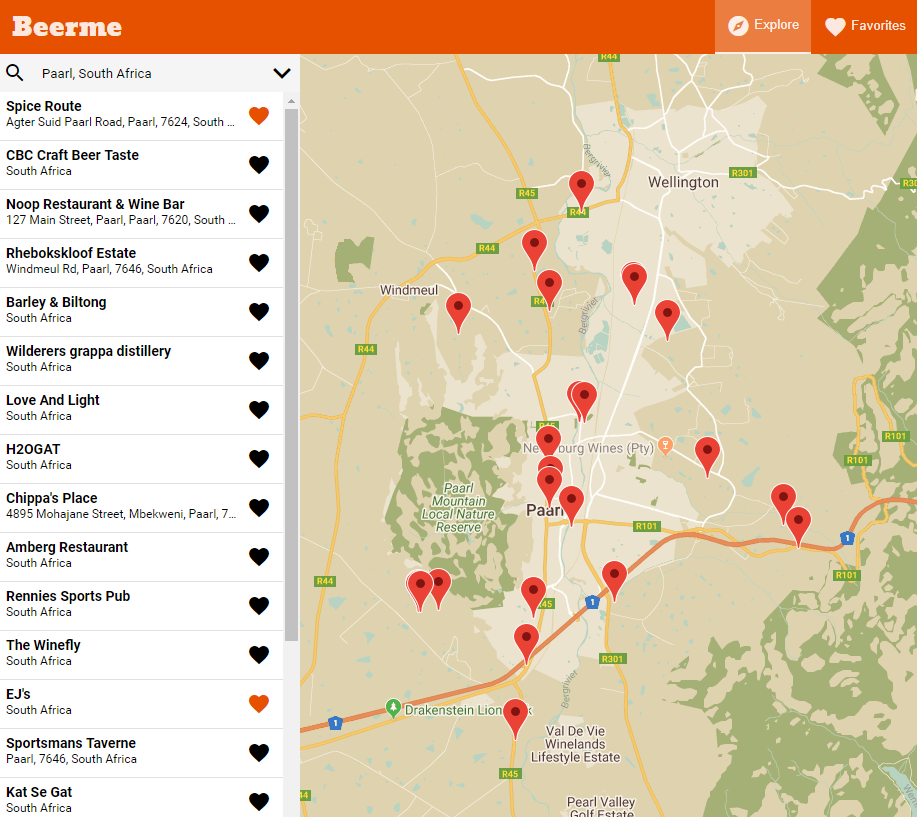 Beerme
Explore
Favorites
Paarl, South Africa
Spice Route
Agter Suid Paarl Road, Paarl, 7624, South ...
CBC Craft Beer Taste
South Africa
Noop Restaurant & Wine Bar
127 Main Street, Paarl, Paarl, 7620, South ...
Rhebokskloof Estate
Windmeul Rd, Paarl, 7646, South Africa
Barley & Biltong
South Africa
Wilderers grappa distillery
South Africa
Love And Light
South Africa
H2OGAT
South Africa
Chippa's Place
4895 Mohajane Street, Mbekweni, Paarl, 7...
Amberg Restaurant
South Africa
Rennies Sports Pub
South Africa
The Winefly
South Africa
EJ's
South Africa
Sportsmans Taverne
Paarl, 7646, South Africa
Kat Se Gat
South Africa
R44
Bergrivier
Wellington
R301
R30
R45
R44
R44
Windmeul
R4
Bergrivier
R44
R45
R101
Wines (Pty)
R101
Paarl
Mountain
Local Nature
Reserve
Paarl
R101
1
R44
R101
45
1
R301
Bergrivier
1
Drakenstein Lion
k
Val De Vie
Winelands
Lifestyle Estate
R45
44
Pearl Valley
Golf Estate